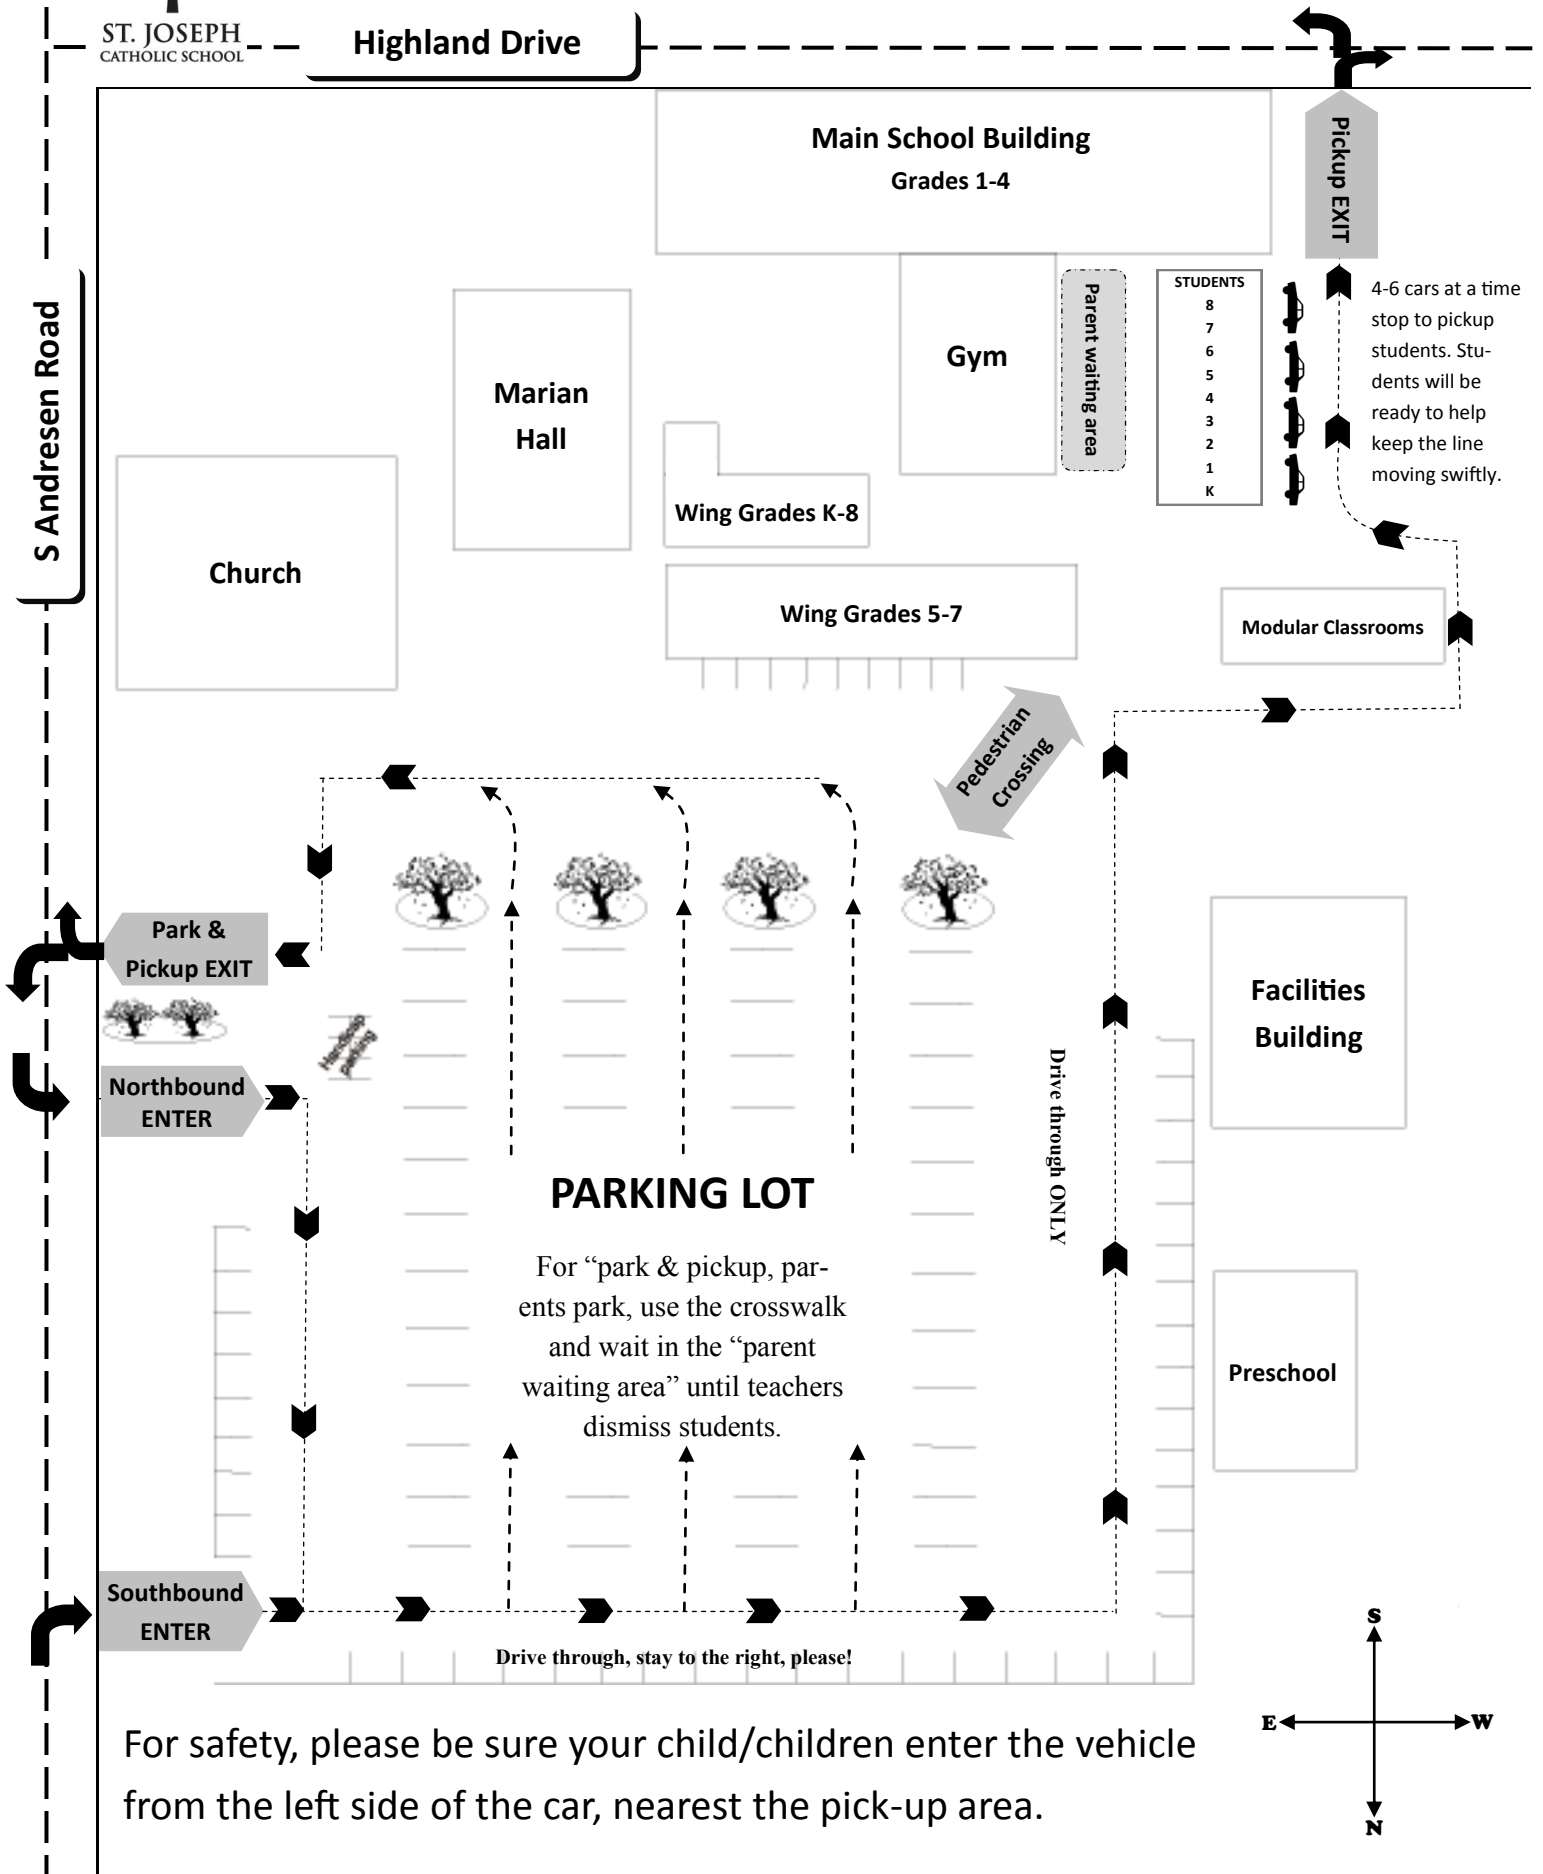 ST. JOSEPH
CATHOLIC SCHOOL
Highland Drive
S Andresen Road
Main School Building
Grades 1-4
Pickup EXIT
Marian
Hall
Gym
Parent waiting area
STUDENTS
8
7
6
5
4
3
2
1
K
4-6 cars at a time
stop to pickup
students. Stu-
dents will be
ready to help
keep the line
moving swiftly.
Church
Wing Grades K-8
Wing Grades 5-7
Modular Classrooms
Pedestrian
Crossing
Park &
Pickup EXIT
Facilities
Building
Northbound
ENTER
Drive through ONLY
PARKING LOT
For “park & pickup, par-
ents park, use the crosswalk
and wait in the “parent
waiting area” until teachers
dismiss students.
Preschool
Southbound
ENTER
Drive through, stay to the right, please!
S
E
W
N
For safety, please be sure your child/children enter the vehicle
from the left side of the car, nearest the pick-up area.